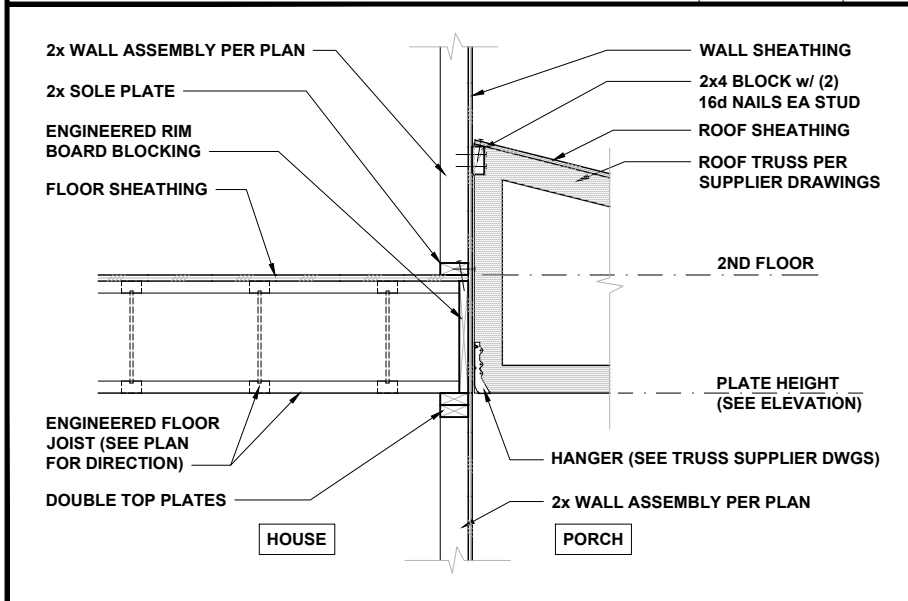 2x WALL ASSEMBLY PER PLAN
2x SOLE PLATE
ENGINEERED RIM
BOARD BLOCKING
FLOOR SHEATHING
ENGINEERED FLOOR
JOIST (SEE PLAN
FOR DIRECTION)
DOUBLE TOP PLATES
HOUSE
WALL SHEATHING
2x4 BLOCK w/ (2)
16d NAILS EA STUD
ROOF SHEATHING
ROOF TRUSS PER
SUPPLIER DRAWINGS
2ND FLOOR
PLATE HEIGHT
(SEE ELEVATION)
HANGER (SEE TRUSS SUPPLIER DWGS)
2x WALL ASSEMBLY PER PLAN
PORCH